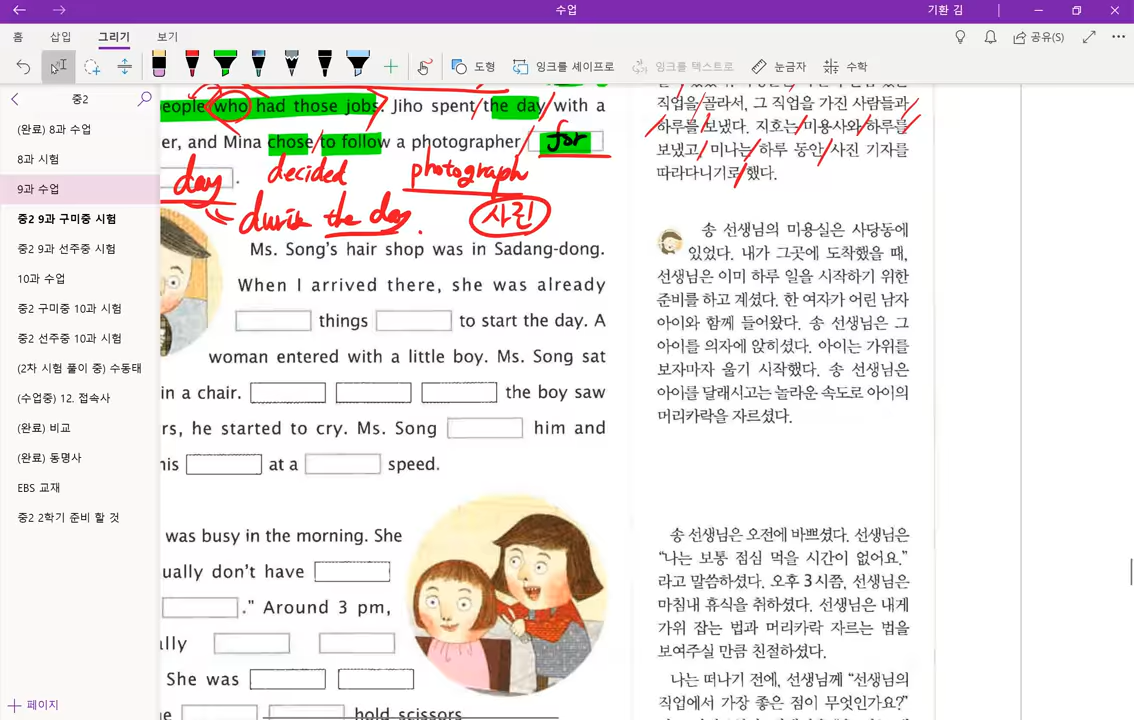 수업
기환 김
홈 삽입 그리기 보기
공유(S)
도형 잉크를 셰이프로 잉크를 텍스트로 눈금자 수학
중2
(완료) 8과 수업
8과 시험
9과 수업
중2 9과 구미중 시험
중2 9과 선주중 시험
10과 수업
중2 구미중 10과 시험
중2 선주중 10과 시험
(2차 시험 풀이 중) 수동태
(수업중) 12. 접속사
(완료) 비교
(완료) 동명사
EBS 교재
중2 2학기 준비 할 것
페이지
people who had those jobs. Jiho spent the day with a
er, and Mina chose to follow a photographer for
day . decided photograph
during the day. 사진
Ms. Song's hair shop was in Sadang-dong.
When I arrived there, she was already
things to start the day. A
woman entered with a little boy. Ms. Song sat
in a chair. the boy saw
rs, he started to cry. Ms. Song him and
his at a speed.
was busy in the morning. She
ually don't have
." Around 3 pm,
ally
She was
hold scissors
직업을 골라서, 그 직업을 가진 사람들과
하루를 보냈다. 지호는 미용사와 하루를
보냈고, 미나는 하루 동안 사진 기자를
따라다니기로 했다.
송 선생님의 미용실은 사당동에
있었다. 내가 그곳에 도착했을 때,
선생님은 이미 하루 일을 시작하기 위한
준비를 하고 계셨다. 한 여자가 어린 남자
아이와 함께 들어왔다. 송 선생님은 그
아이를 의자에 앉히셨다. 아이는 가위를
보자마자 울기 시작했다. 송 선생님은
아이를 달래시고는 놀라운 속도로 아이의
머리카락을 자르셨다.
송 선생님은 오전에 바쁘셨다. 선생님은
“나는 보통 점심 먹을 시간이 없어요.”
라고 말씀하셨다. 오후 3시쯤, 선생님은
마침내 휴식을 취하셨다. 선생님은 내게
가위 잡는 법과 머리카락 자르는 법을
보여주실 만큼 친절하셨다.
나는 떠나기 전에, 선생님께 “선생님의
직업에서 가장 좋은 점이 무엇인가요?”